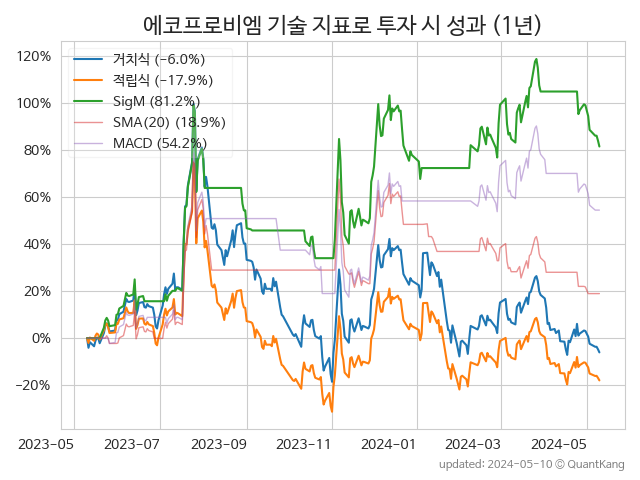 에코프로비엠 기술 지표로 투자 시 성과 (1년)
거치식 (−6.0%)
적립식 (−17.9%)
SigM (81.2%)
SMA(20) (18.9%)
MACD (54.2%)
120%
100%
80%
60%
40%
20%
0%
−20%
2023-05 2023-07 2023-09 2023-11 2024-01 2024-03 2024-05
updated: 2024-05-10 ⓒ QuantKang